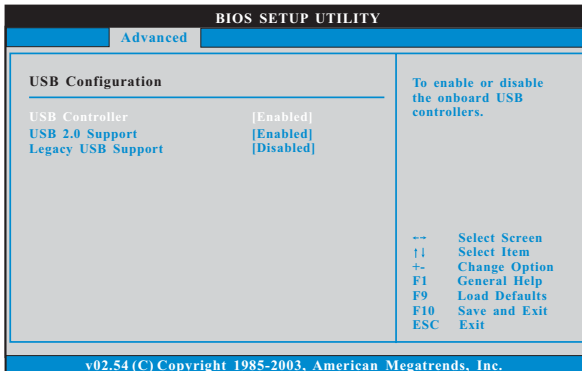 BIOS SETUP UTILITY
Advanced
USB Configuration
USB Controller [Enabled]
USB 2.0 Support [Enabled]
Legacy USB Support [Disabled]
To enable or disable
the onboard USB
controllers.
←→ Select Screen
↑↓ Select Item
+- Change Option
F1 General Help
F9 Load Defaults
F10 Save and Exit
ESC Exit
v02.54 (C) Copyright 1985-2003, American Megatrends, Inc.